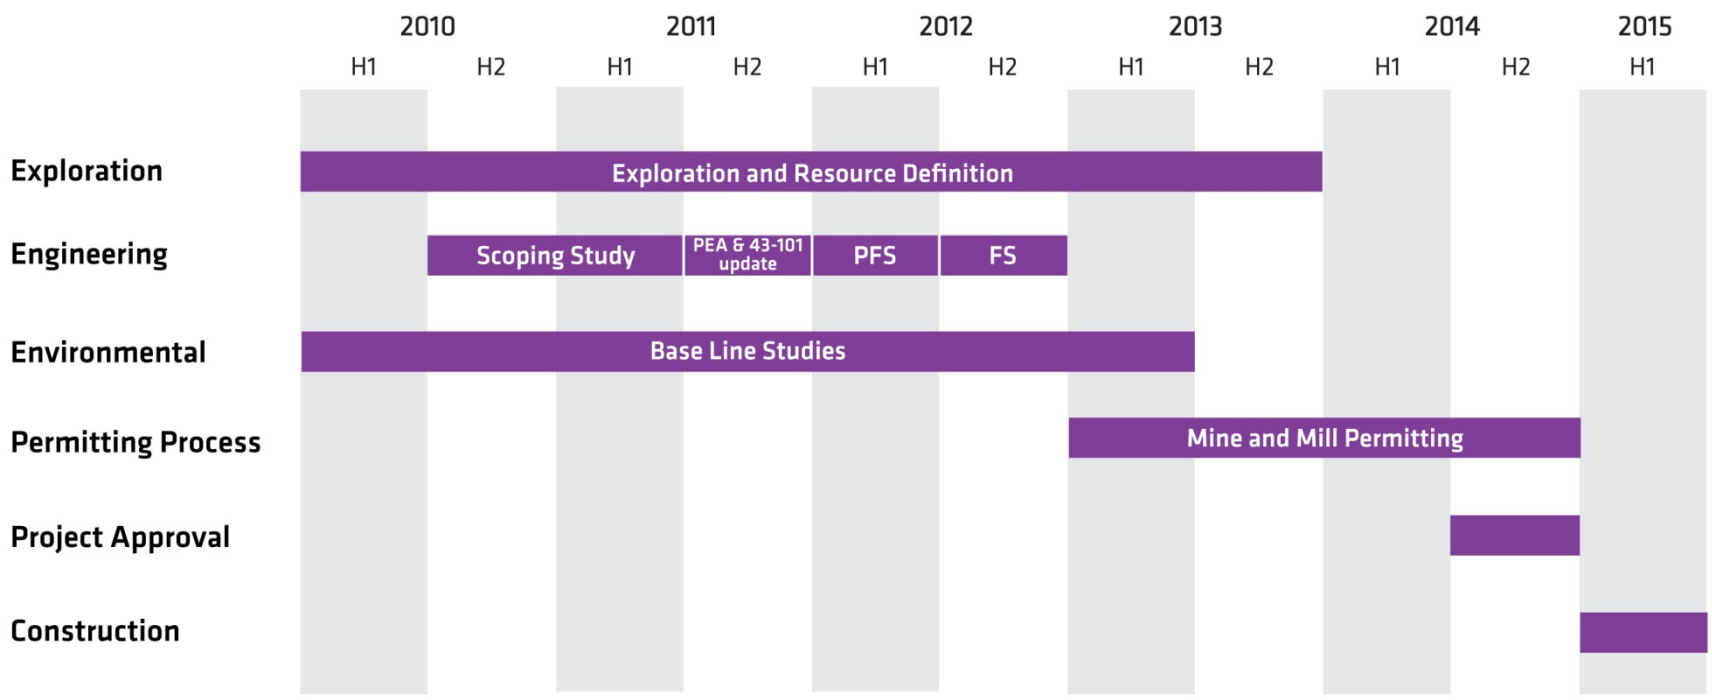 2010 2011 2012 2013 2014 2015
H1 H2 H1 H2 H1 H2 H1 H2 H1 H2 H1
Exploration Exploration and Resource Definition
Engineering Scoping Study PEA & 43-101 update PFS FS
Environmental Base Line Studies
Permitting Process Mine and Mill Permitting
Project Approval
Construction